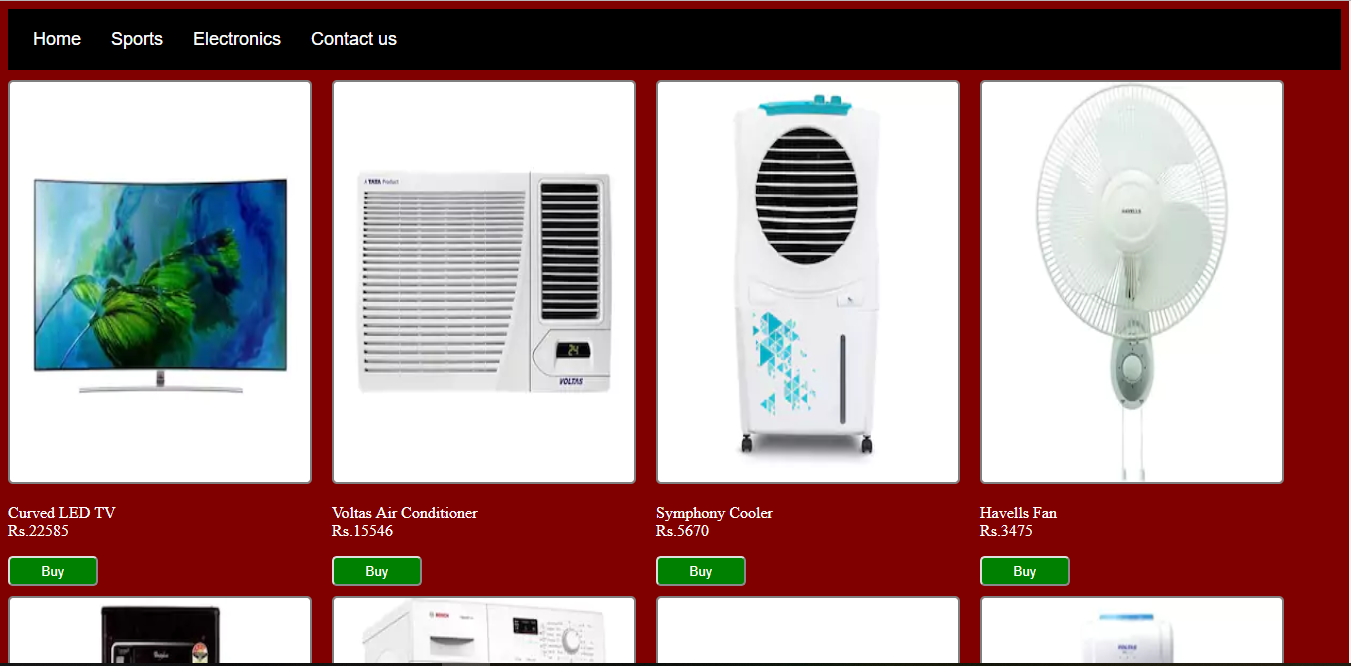 Home Sports Electronics Contact us
A TATA Product
24
VOLTAS
HAVELLS
Curved LED TV
Rs.22585
Buy
Voltas Air Conditioner
Rs.15546
Buy
Symphony Cooler
Rs.5670
Buy
Havells Fan
Rs.3475
Buy
BOSCH
VOLTAS